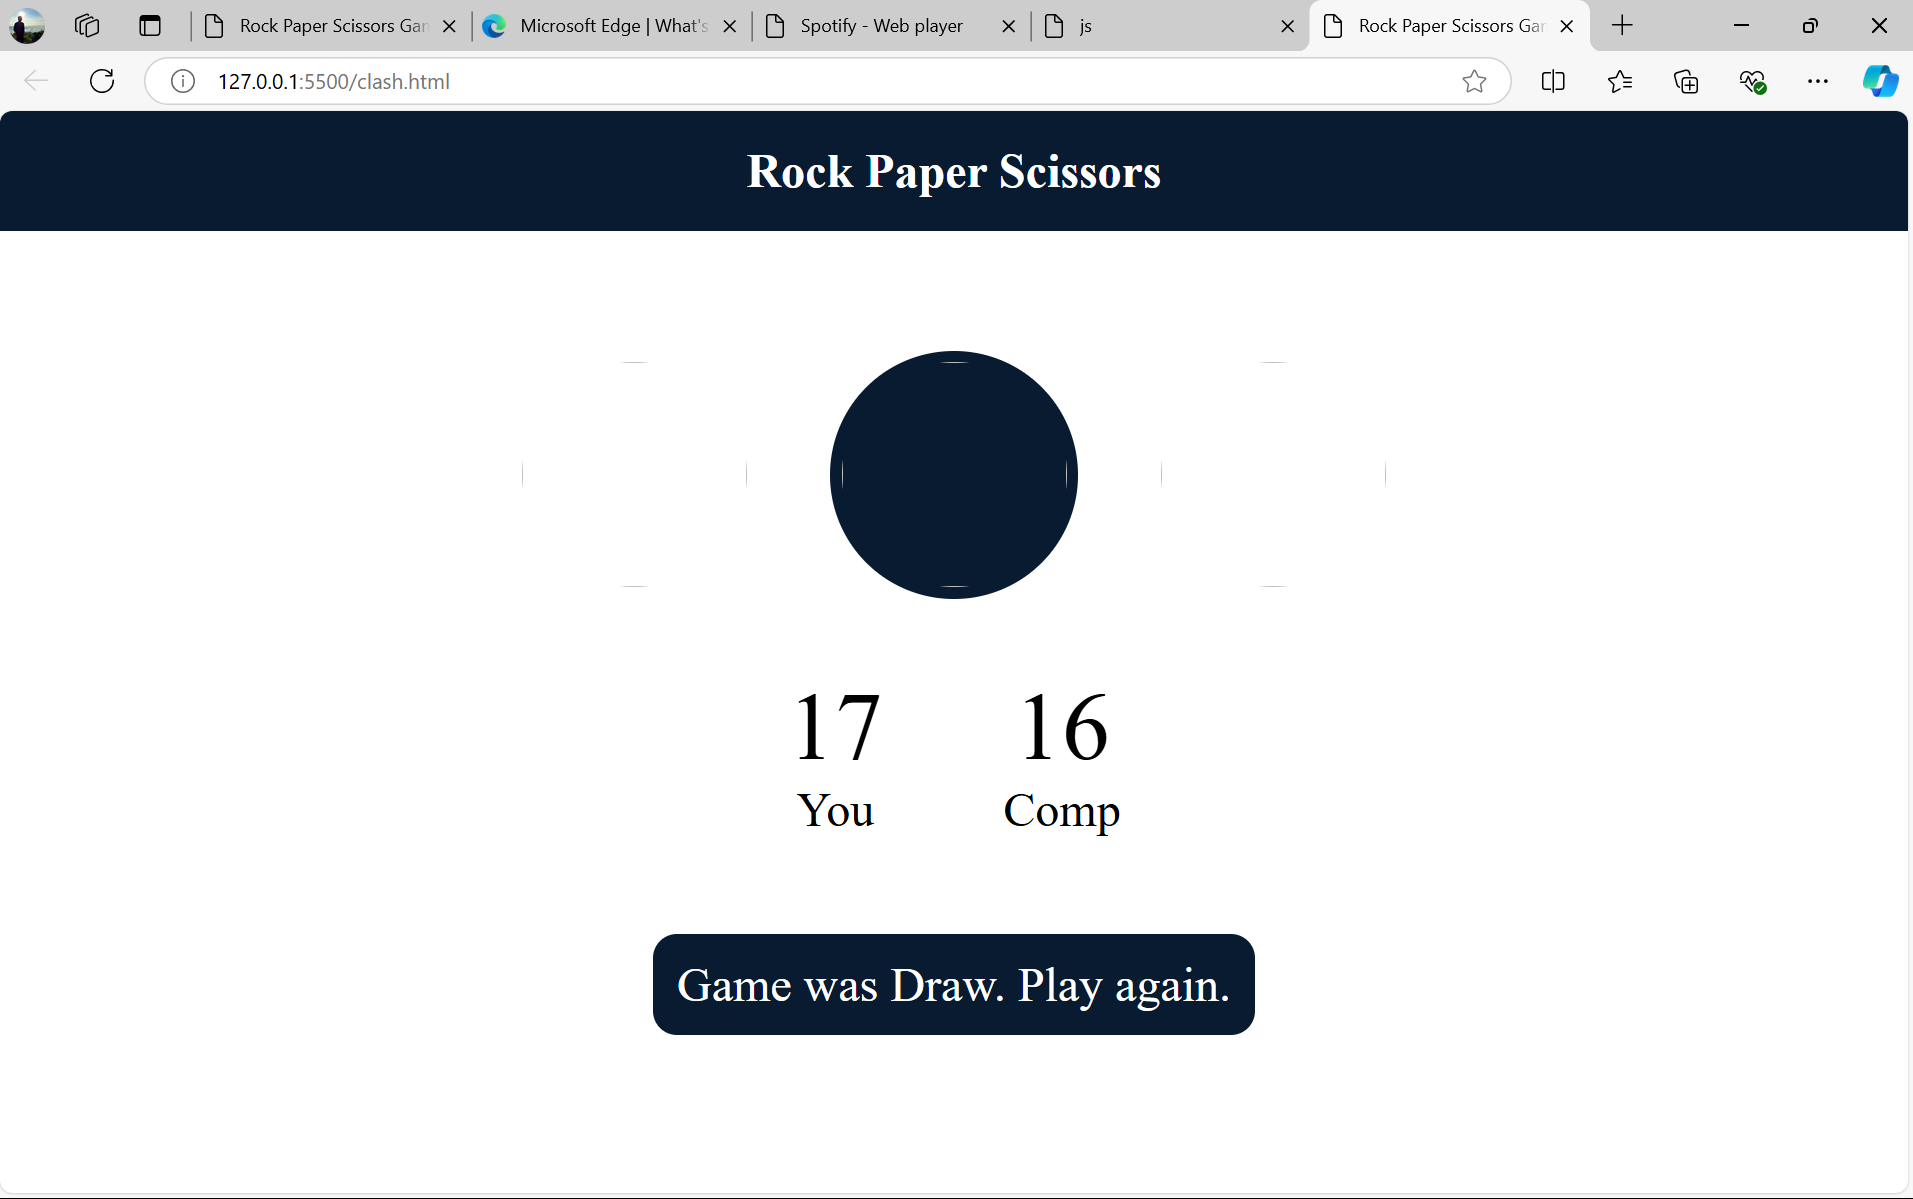 Rock Paper Scissors Gar
Microsoft Edge | What's
Spotify - Web player
js
Rock Paper Scissors Gar
127.0.0.1:5500/clash.html
Rock Paper Scissors
17 16
You Comp
Game was Draw. Play again.